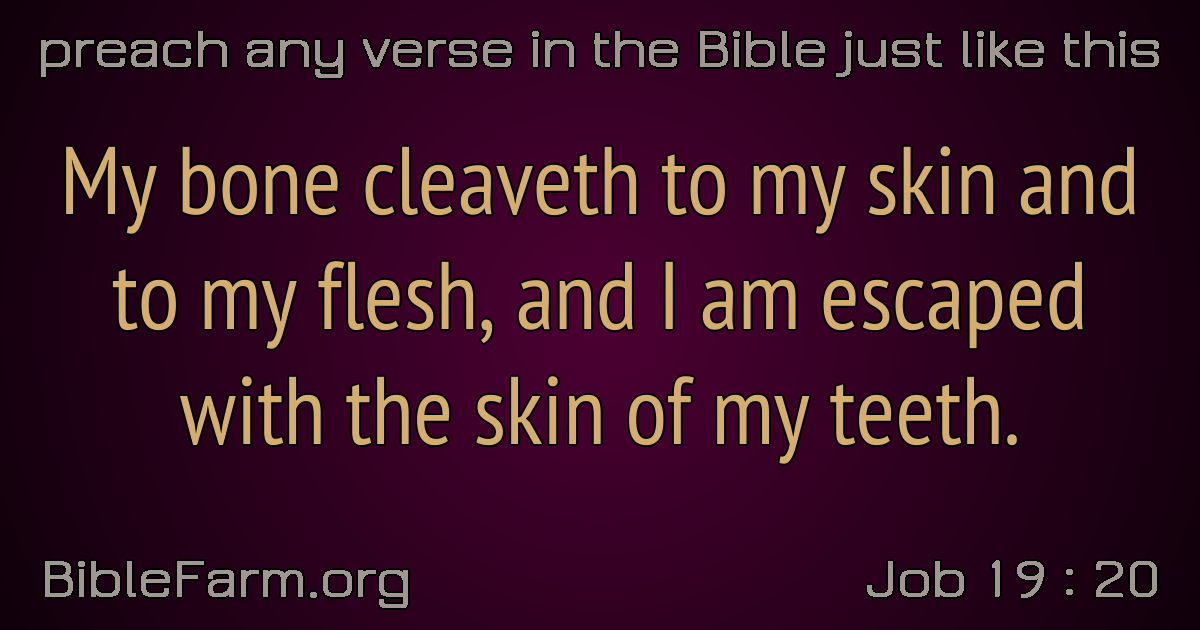 preach any verse in the Bible just like this
My bone cleaveth to my skin and
to my flesh, and I am escaped
with the skin of my teeth.
BibleFarm.org
Job 19 : 20